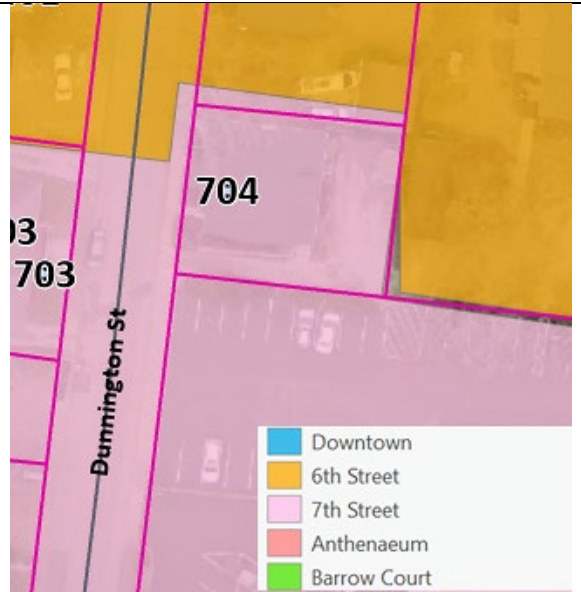 704
03
703
Dunnington St
Downtown
6th Street
7th Street
Anthenaeum
Barrow Court